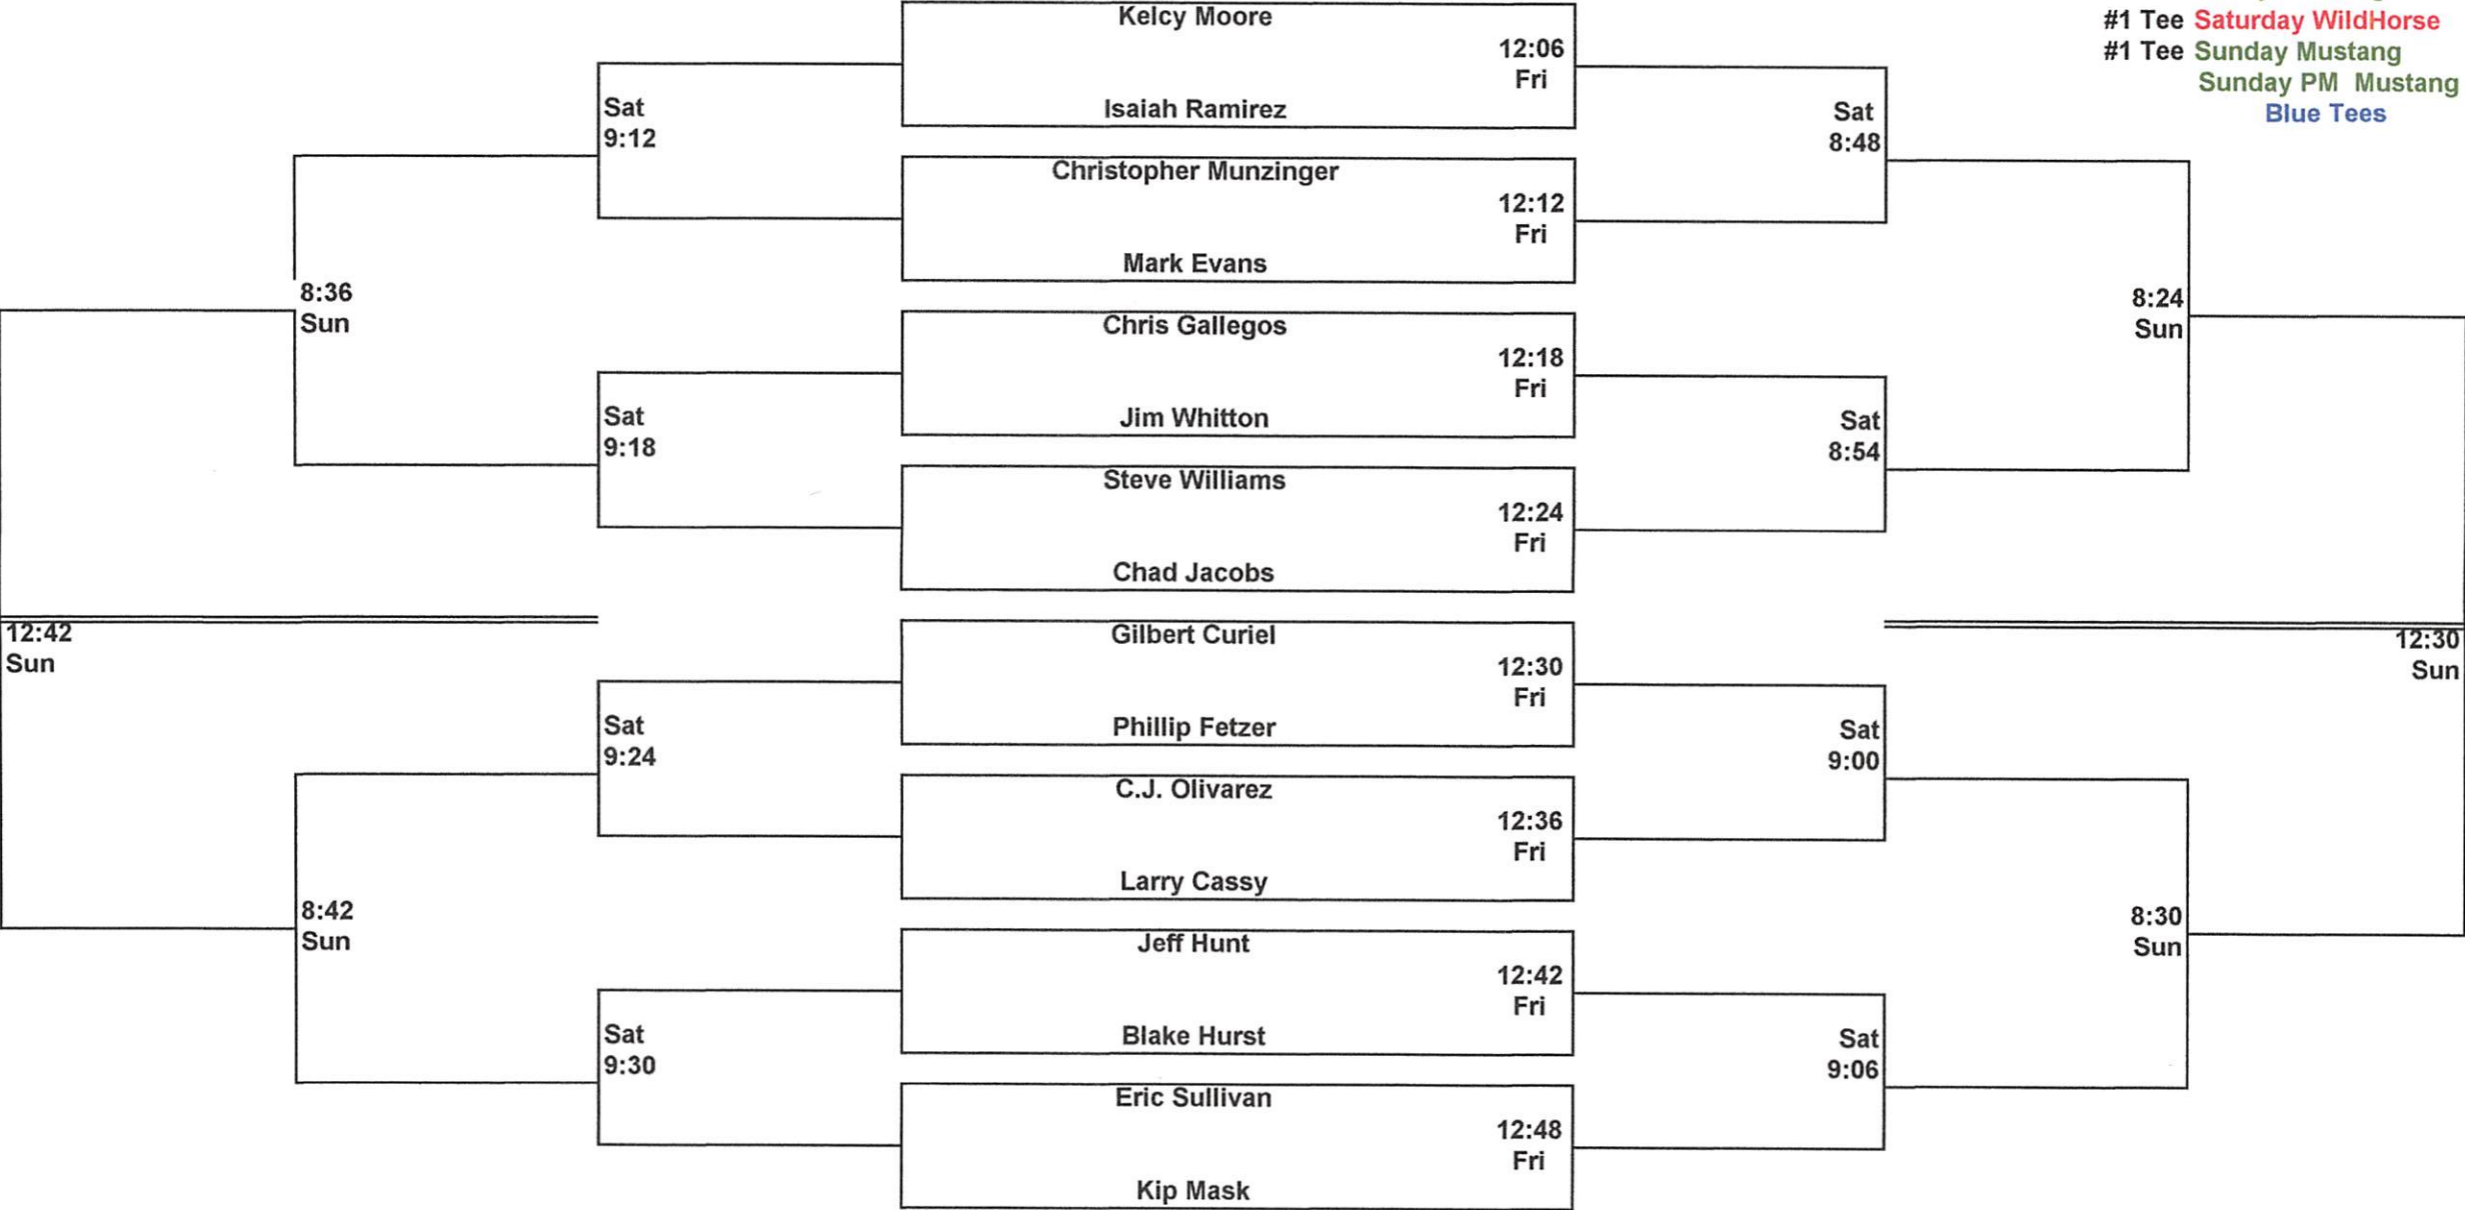 #1 Tee Saturday WildHorse
#1 Tee Sunday Mustang
Sunday PM Mustang
Blue Tees
Kelcy Moore
12:06
Fri
Isaiah Ramirez
Sat
9:12
Sat
8:48
Christopher Munzinger
12:12
Fri
Mark Evans
8:36
Sun
8:24
Sun
Chris Gallegos
12:18
Fri
Jim Whitton
Sat
9:18
Sat
8:54
Steve Williams
12:24
Fri
Chad Jacobs
12:42
Sun
12:30
Sun
Gilbert Curiel
12:30
Fri
Phillip Fetzer
Sat
9:24
Sat
9:00
C.J. Olivarez
12:36
Fri
Larry Cassy
8:42
Sun
8:30
Sun
Jeff Hunt
12:42
Fri
Blake Hurst
Sat
9:30
Sat
9:06
Eric Sullivan
12:48
Fri
Kip Mask